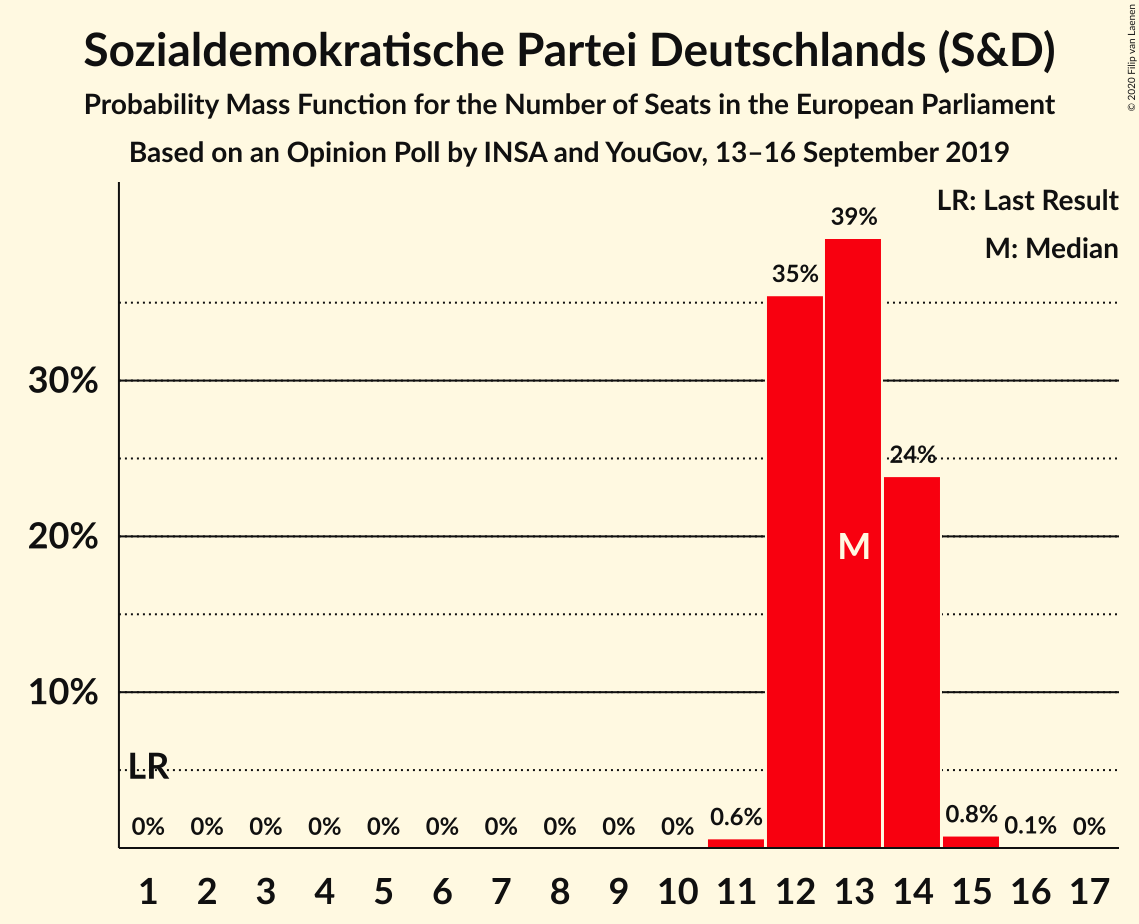 Sozialdemokratische Partei Deutschlands (S&D)
Probability Mass Function for the Number of Seats in the European Parliament
Based on an Opinion Poll by INSA and YouGov, 13–16 September 2019
© 2020 Filip van Laenen
LR: Last Result
M: Median
39%
35%
30%
24%
20%
M
10%
LR
0% 0% 0% 0% 0% 0% 0% 0% 0% 0% 0.6% 0.8% 0.1% 0%
1 2 3 4 5 6 7 8 9 10 11 12 13 14 15 16 17